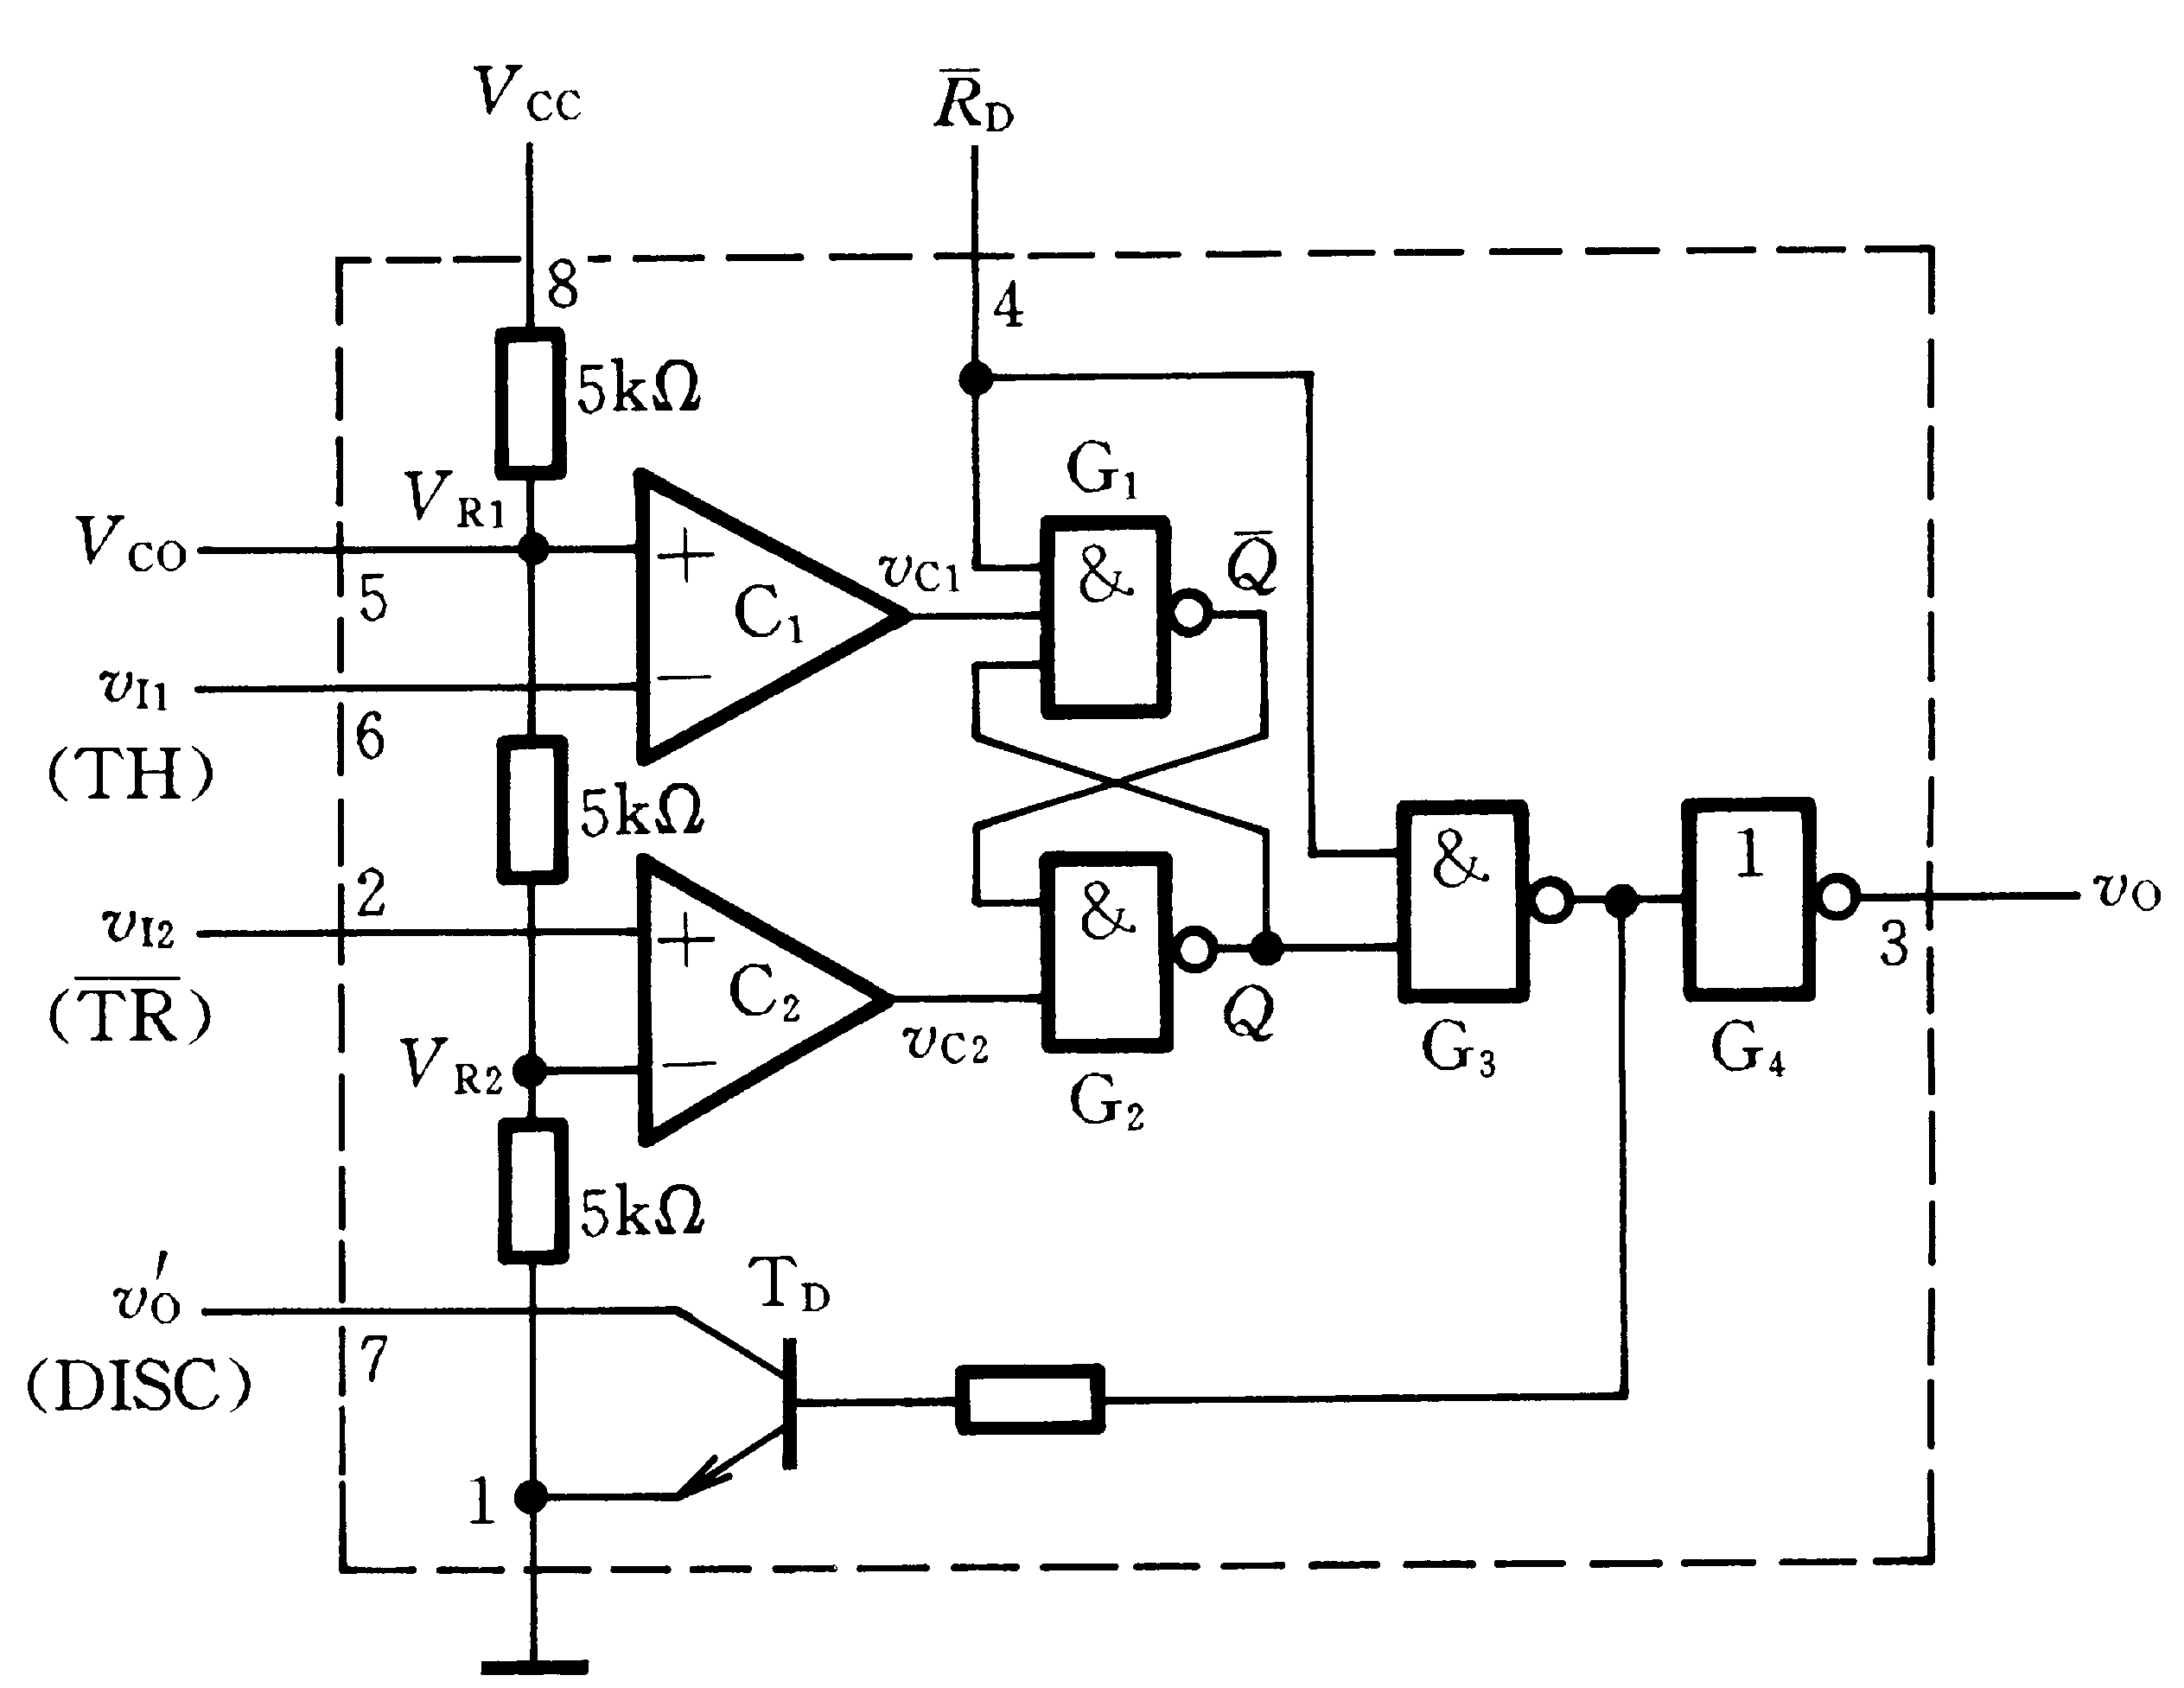 V_CC
R̅_D
8
4
5kΩ
G₁
V_R1
V_CO
+
&
Q̅
v_C1
C₁
5
v_I1
−
6
(TH)
5kΩ
2
&
1
v_O
&
v_I2
+
3
C₂
(T̅R̅)
Q
v_C2
V_R2
−
G₃
G₄
G₂
5kΩ
v′_O
T_D
7
(DISC)
1